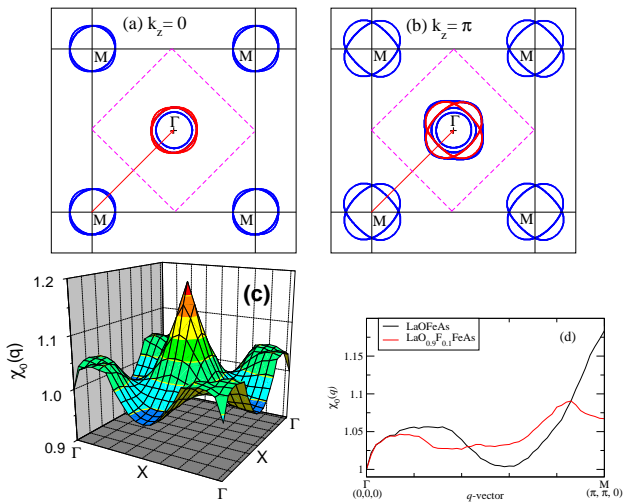 (a) k_z = 0
M M
Γ
M M
(b) k_z = π
M M
Γ
M M
(c)
1.2
1.1
1.0
0.9
χ₀(q)
Γ
X
Γ
X
Γ
(d)
LaOFeAs
LaO₀.₉F₀.₁FeAs
1.15
1.1
1.05
1
χ₀(q)
Γ
(0,0,0)
q-vector
M
(π, π, 0)